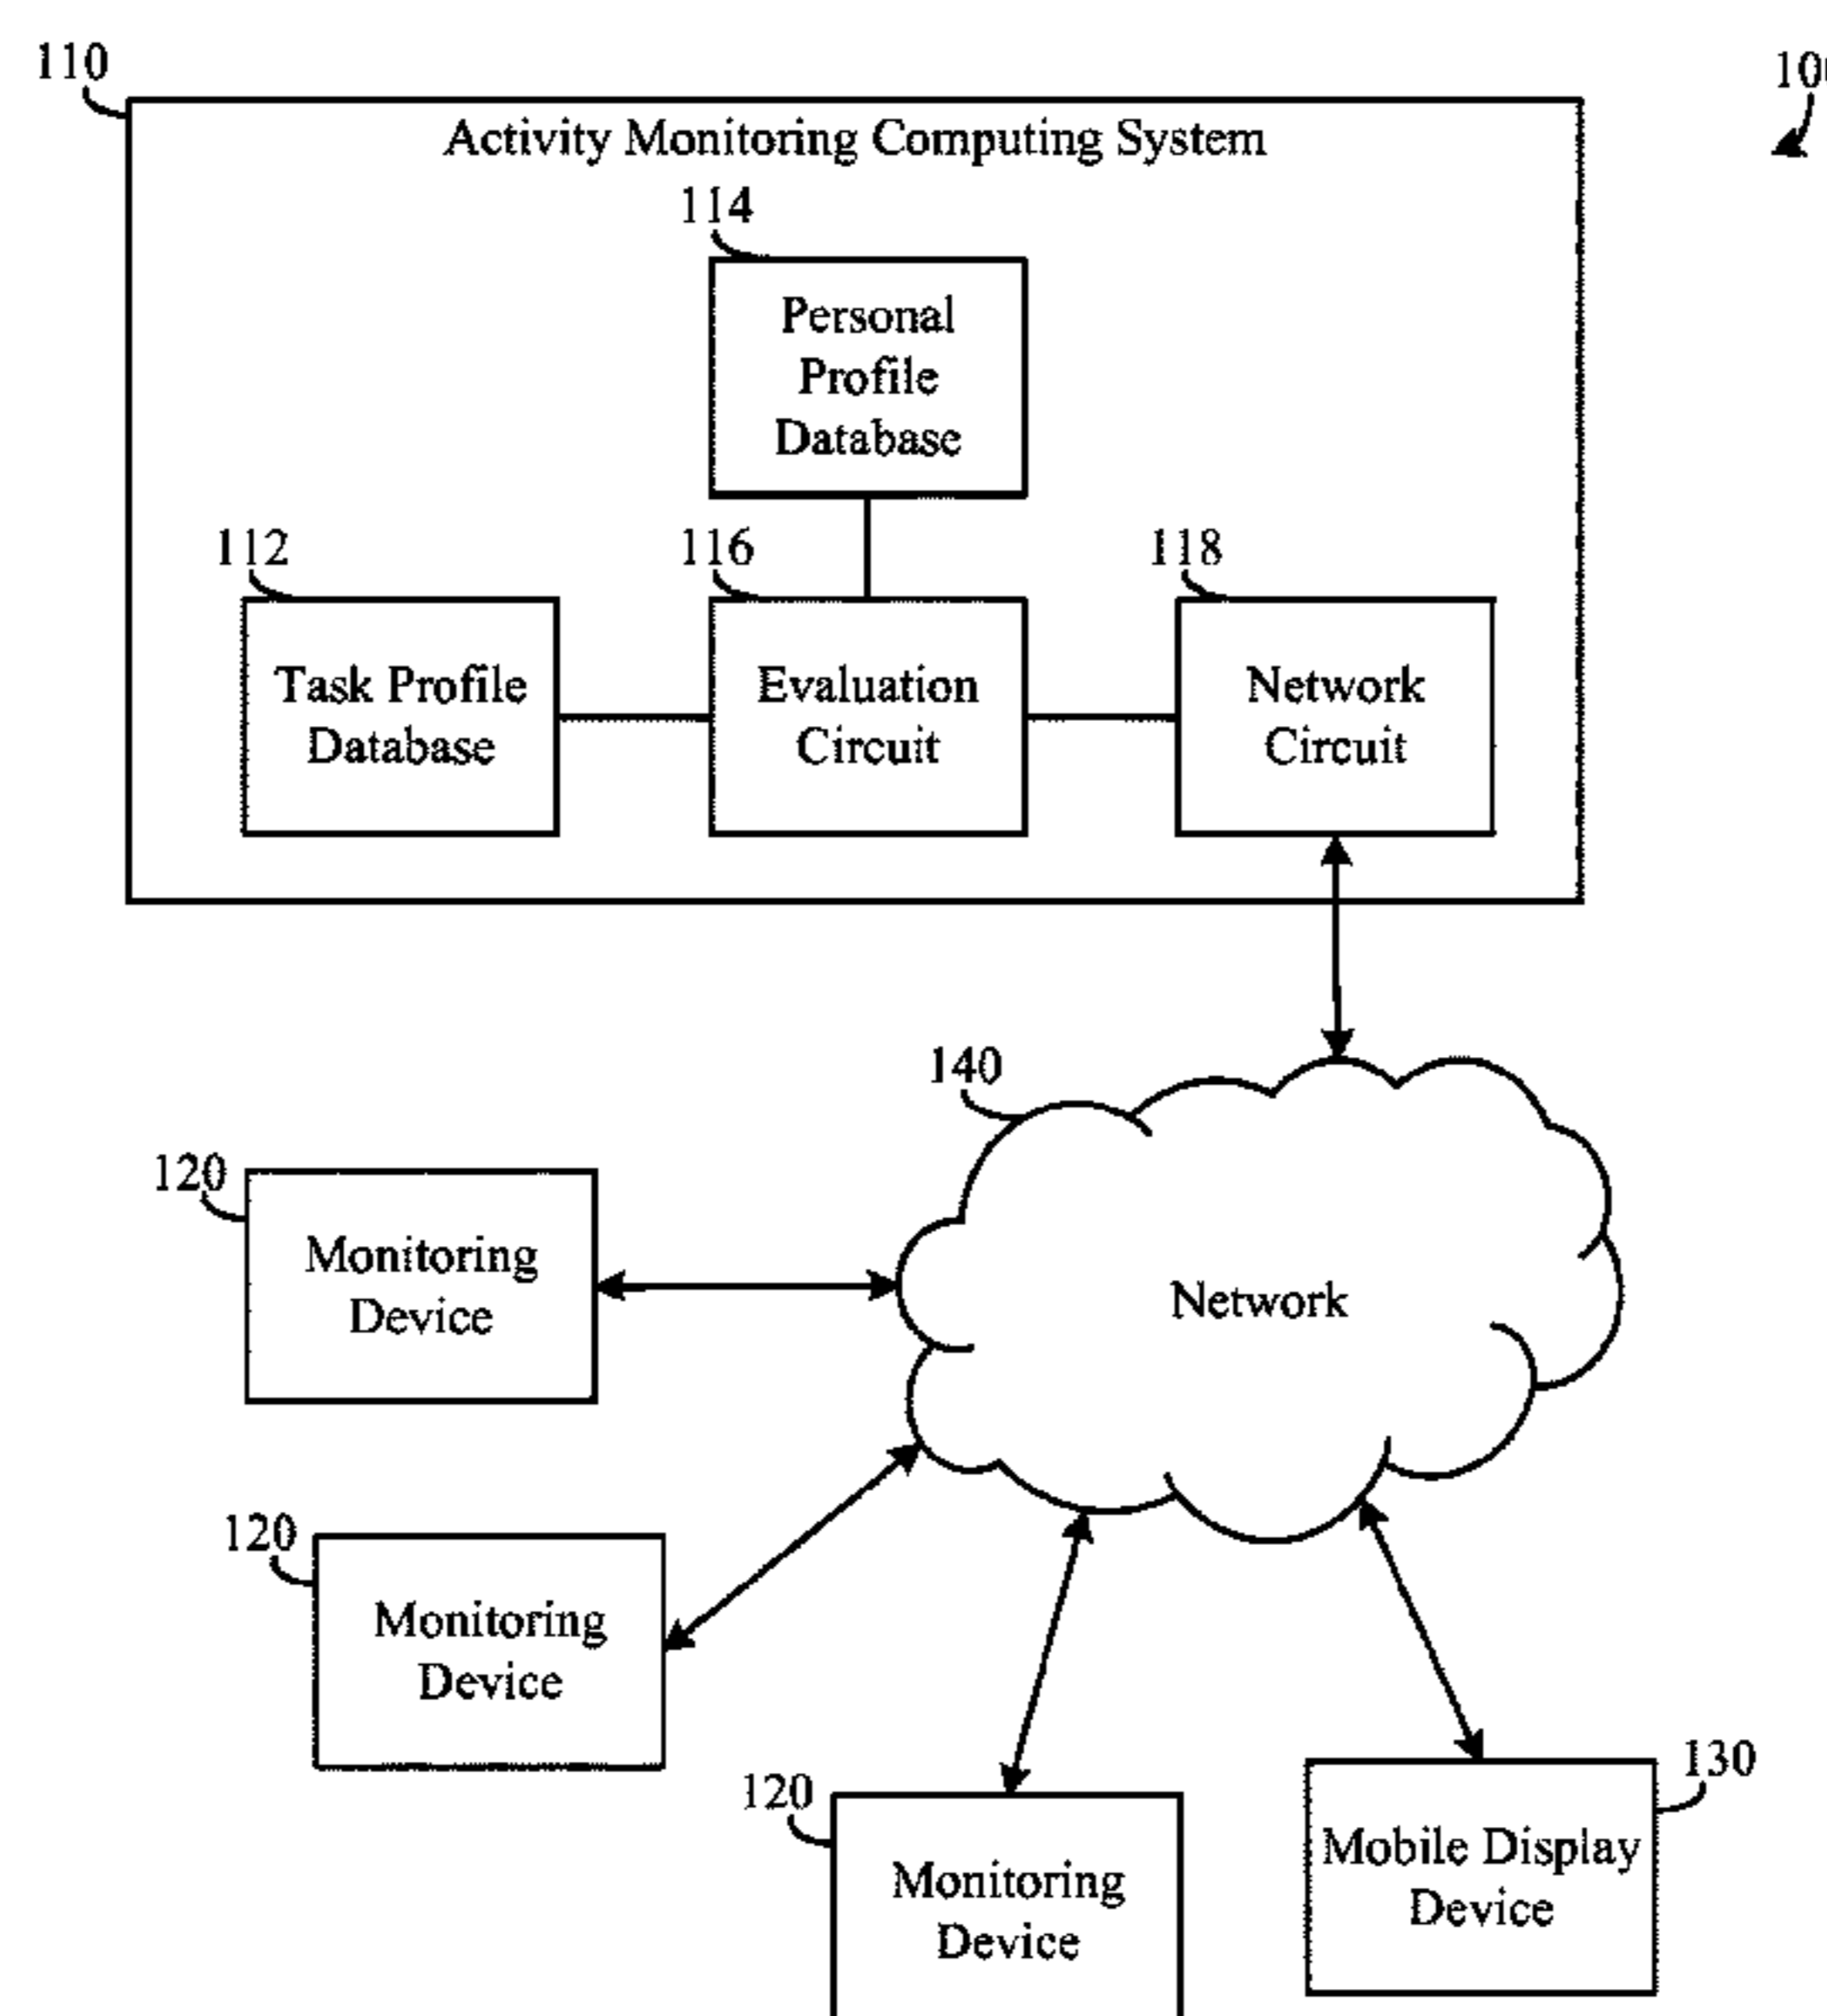 110
Activity Monitoring Computing System
114
Personal
Profile
Database
112
116
118
Task Profile
Database
Evaluation
Circuit
Network
Circuit
140
120
Monitoring
Device
Network
120
Monitoring
Device
120
Monitoring
Device
130
Mobile Display
Device